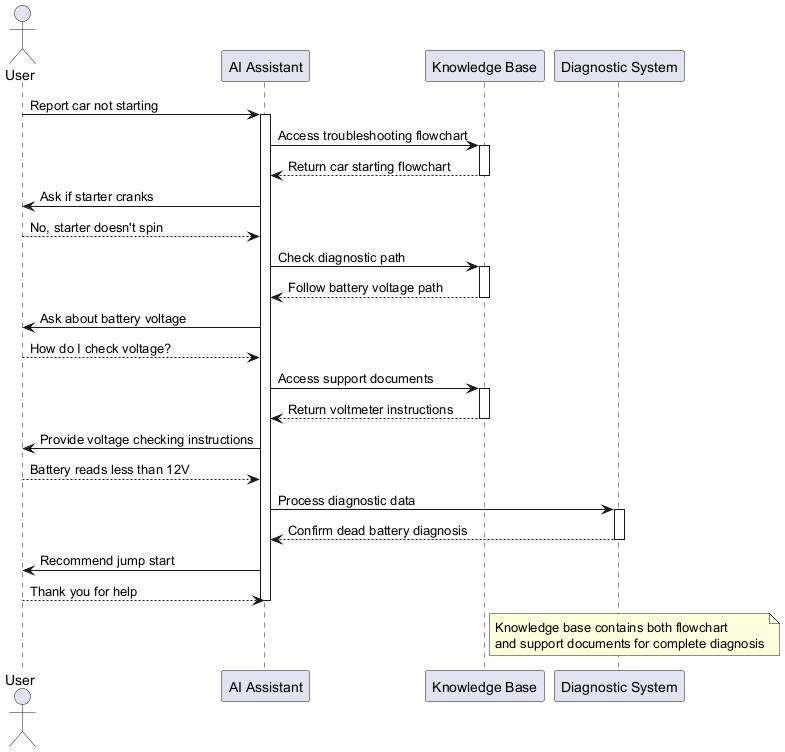 User
AI Assistant
Knowledge Base
Diagnostic System
Report car not starting
Access troubleshooting flowchart
Return car starting flowchart
Ask if starter cranks
No, starter doesn't spin
Check diagnostic path
Follow battery voltage path
Ask about battery voltage
How do I check voltage?
Access support documents
Return voltmeter instructions
Provide voltage checking instructions
Battery reads less than 12V
Process diagnostic data
Confirm dead battery diagnosis
Recommend jump start
Thank you for help
Knowledge base contains both flowchart
and support documents for complete diagnosis
User
AI Assistant
Knowledge Base
Diagnostic System